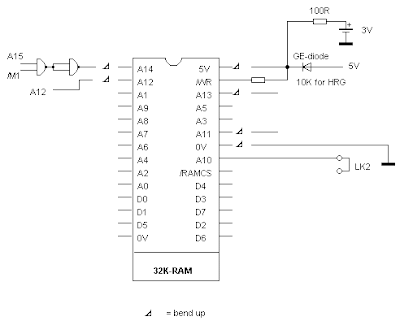 100R
3V
GE-diode
5V
10K for HRG
A15
/M1
A12
A14 5V
A12 /WR
A1 A13
A9 A5
A8 A3
A7 A11
A6 0V
A4 A10
A2 /RAMCS
A0 D4
D0 D3
D1 D7
D5 D2
0V D6
LK2
32K-RAM
= bend up